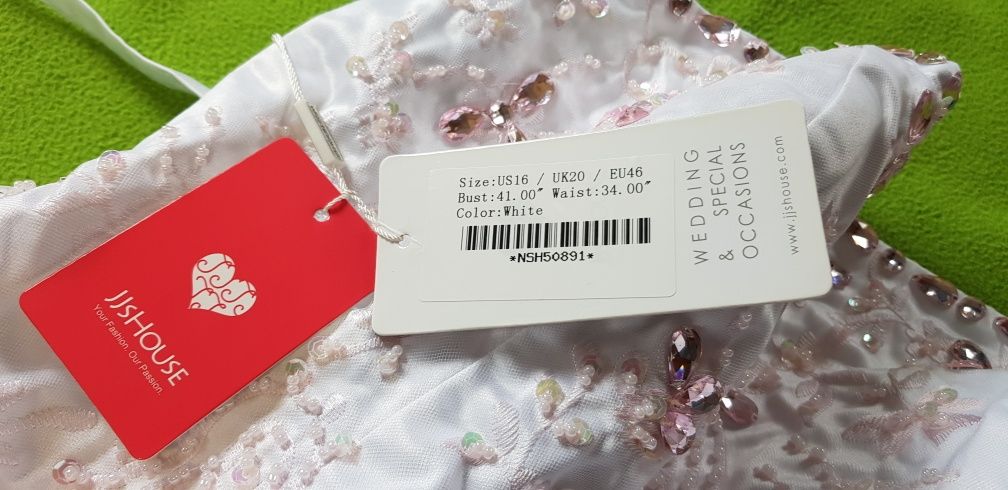 JJSHOUSE
Your Fashion. Our Passion.
Size:US16 / UK20 / EU46
Bust:41.00" Waist:34.00"
Color:White
*NSH50891*
WEDDING
& SPECIAL
OCCASIONS
www.jjshouse.com